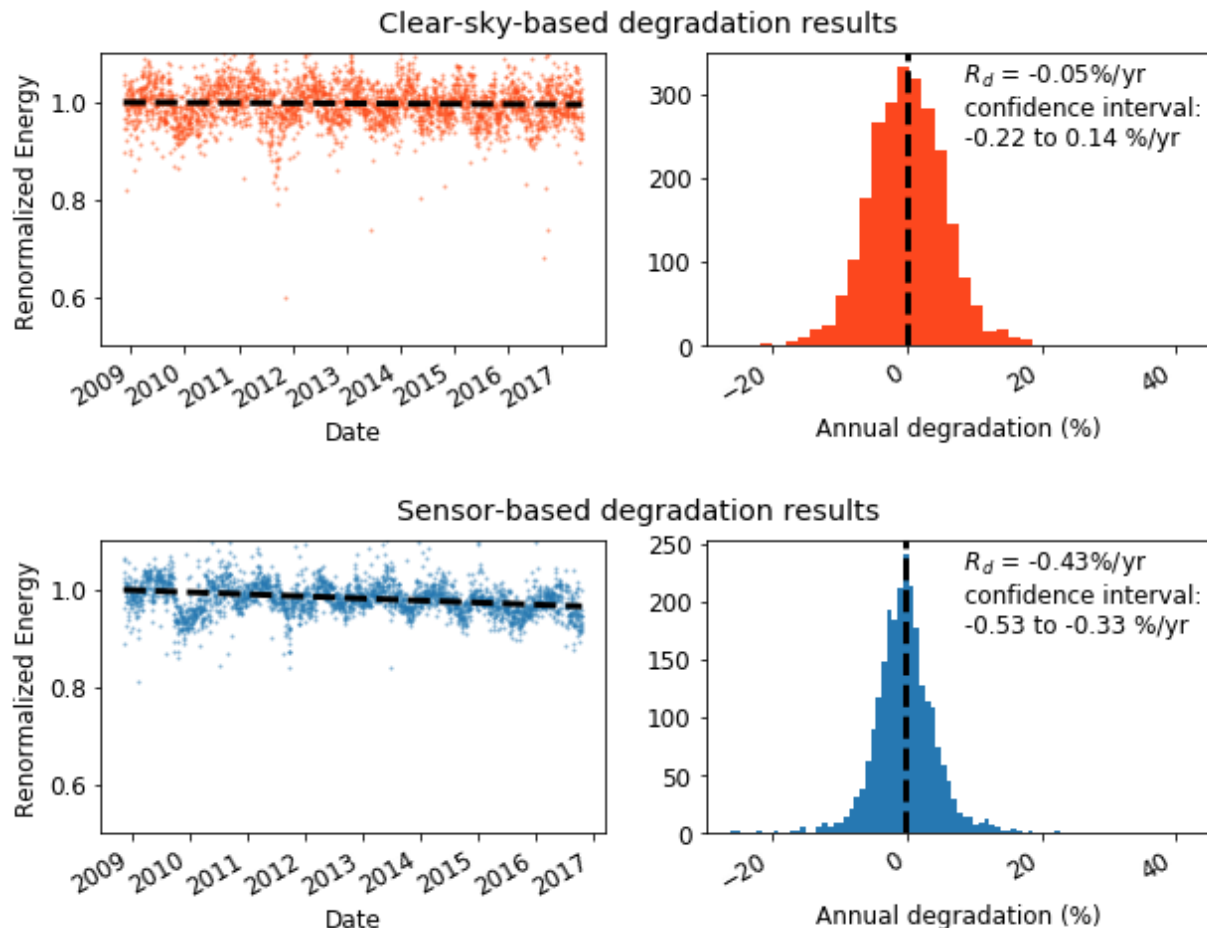 Clear-sky-based degradation results
Renormalized Energy
1.0
0.8
0.6
2009 2010 2011 2012 2013 2014 2015 2016 2017
Date
300
200
100
0
R_d = -0.05%/yr
confidence interval:
-0.22 to 0.14 %/yr
−20 0 20 40
Annual degradation (%)
Sensor-based degradation results
Renormalized Energy
1.0
0.8
0.6
2009 2010 2011 2012 2013 2014 2015 2016 2017
Date
250
200
150
100
50
0
R_d = -0.43%/yr
confidence interval:
-0.53 to -0.33 %/yr
−20 0 20 40
Annual degradation (%)